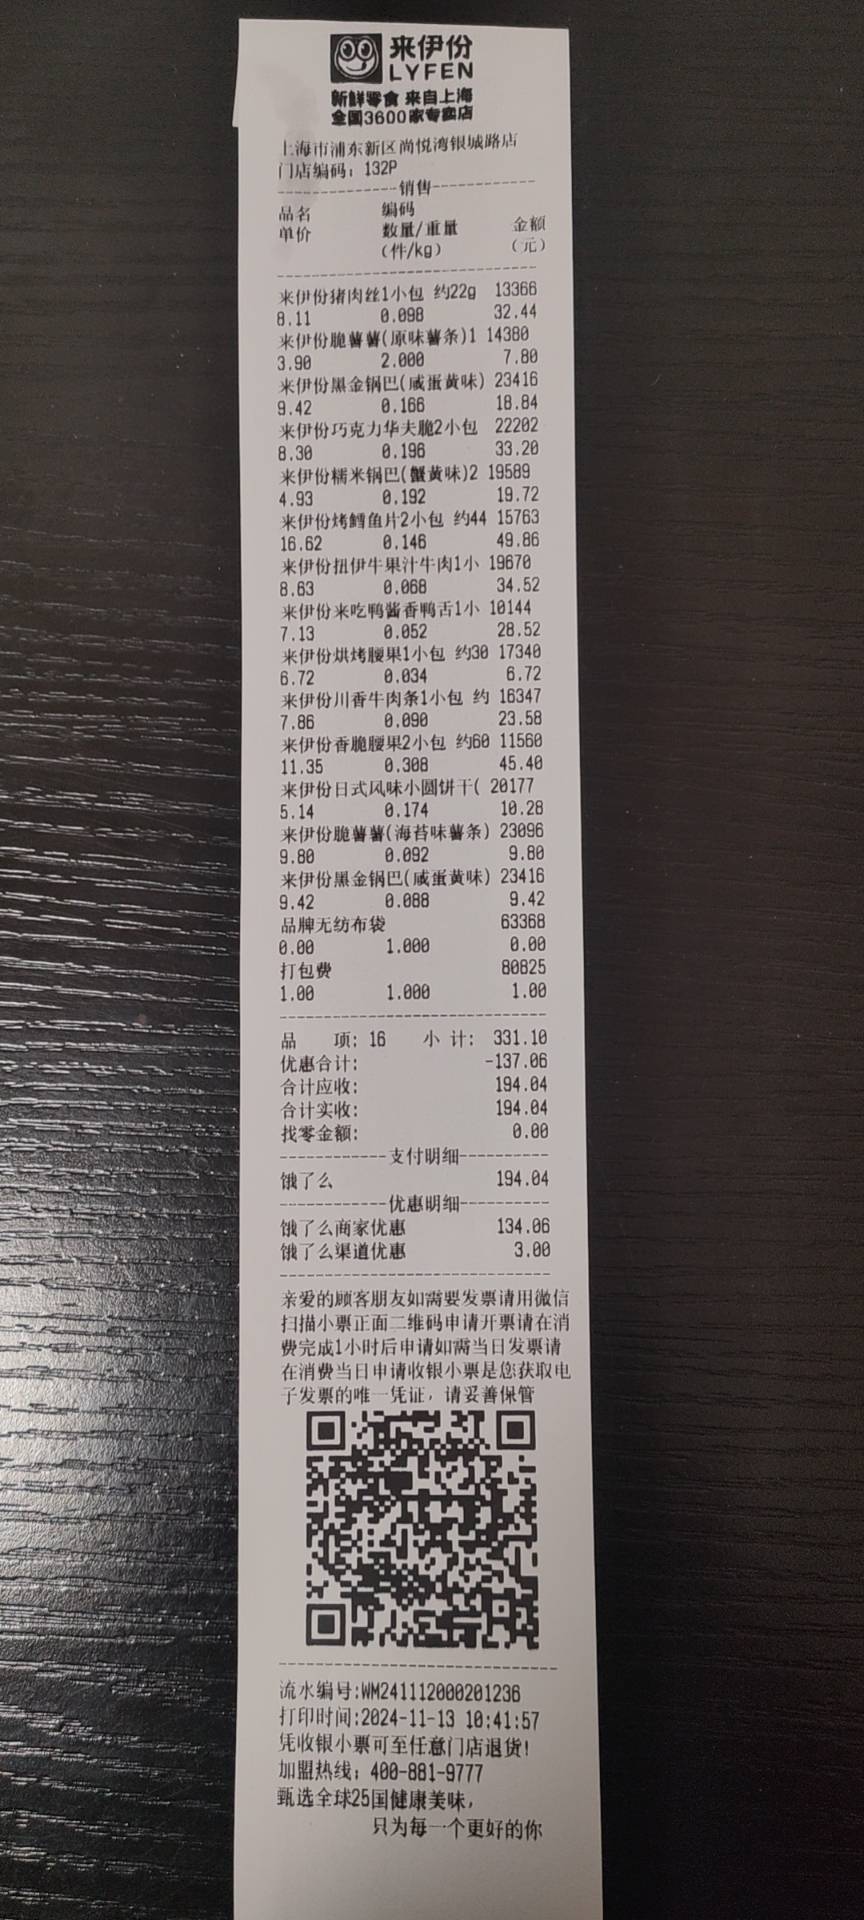 来伊份
LYFEN
新鲜零食 来自上海
全国3600家专卖店
上海市浦东新区尚悦湾银城路店
门店编码：132P
--------------销售------------
品名 编码
单价 数量/重量 金额
(件/kg) (元)
------------------------------
来伊份猪肉丝1小包 约22g 13366
8.11 0.098 32.44
来伊份脆薯薯(原味薯条)1 14380
3.90 2.000 7.80
来伊份黑金锅巴(咸蛋黄味) 23416
9.42 0.166 18.84
来伊份巧克力华夫脆2小包 22202
8.30 0.196 33.20
来伊份糯米锅巴(蟹黄味)2 19589
4.93 0.192 19.72
来伊份烤鳕鱼片2小包 约44 15763
16.62 0.146 49.86
来伊份扭伊牛果汁牛肉1小 19670
8.63 0.068 34.52
来伊份来吃鸭酱香鸭舌1小 10144
7.13 0.052 28.52
来伊份烘烤腰果1小包 约30 17340
6.72 0.034 6.72
来伊份川香牛肉条1小包 约 16347
7.86 0.090 23.58
来伊份香脆腰果2小包 约60 11560
11.35 0.308 45.40
来伊份日式风味小圆饼干( 20177
5.14 0.174 10.28
来伊份脆薯薯(海苔味薯条) 23096
9.80 0.092 9.80
来伊份黑金锅巴(咸蛋黄味) 23416
9.42 0.088 9.42
品牌无纺布袋 63368
0.00 1.000 0.00
打包费 80825
1.00 1.000 1.00
------------------------------
品 项: 16 小 计: 331.10
优惠合计: -137.06
合计应收: 194.04
合计实收: 194.04
找零金额: 0.00
------------支付明细----------
饿了么 194.04
------------优惠明细----------
饿了么商家优惠 134.06
饿了么渠道优惠 3.00
------------------------------
亲爱的顾客朋友如需要发票请用微信
扫描小票正面二维码申请开票请在消
费完成1小时后申请如需当日发票请
在消费当日申请收银小票是您获取电
子发票的唯一凭证，请妥善保管
------------------------------
流水编号:WM241112000201236
打印时间:2024-11-13 10:41:57
凭收银小票可至任意门店退货!
加盟热线：400-881-9777
甄选全球25国健康美味，
只为每一个更好的你